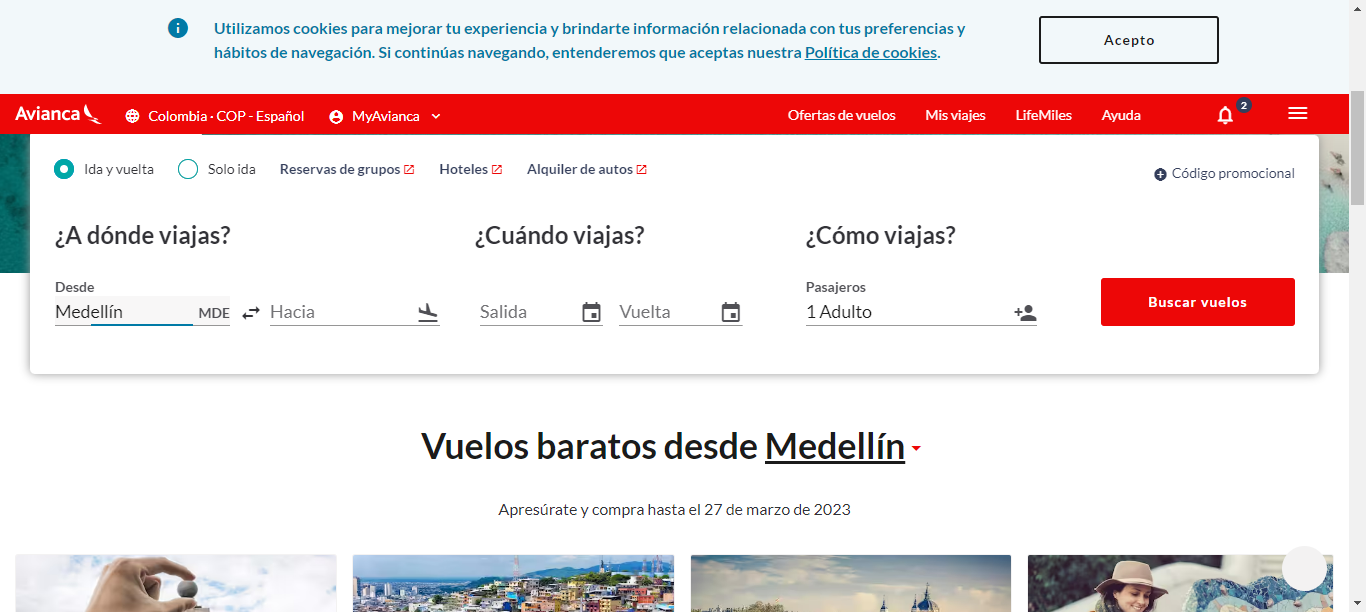 Utilizamos cookies para mejorar tu experiencia y brindarte información relacionada con tus preferencias y
hábitos de navegación. Si continúas navegando, entenderemos que aceptas nuestra Política de cookies.
Acepto
Avianca
Colombia · COP - Español
MyAvianca
Ofertas de vuelos
Mis viajes
LifeMiles
Ayuda
2
Ida y vuelta
Solo ida
Reservas de grupos
Hoteles
Alquiler de autos
Código promocional
¿A dónde viajas?
¿Cuándo viajas?
¿Cómo viajas?
Desde
Pasajeros
Medellín
MDE
Hacia
Salida
Vuelta
1 Adulto
Buscar vuelos
Vuelos baratos desde Medellín
Apresúrate y compra hasta el 27 de marzo de 2023